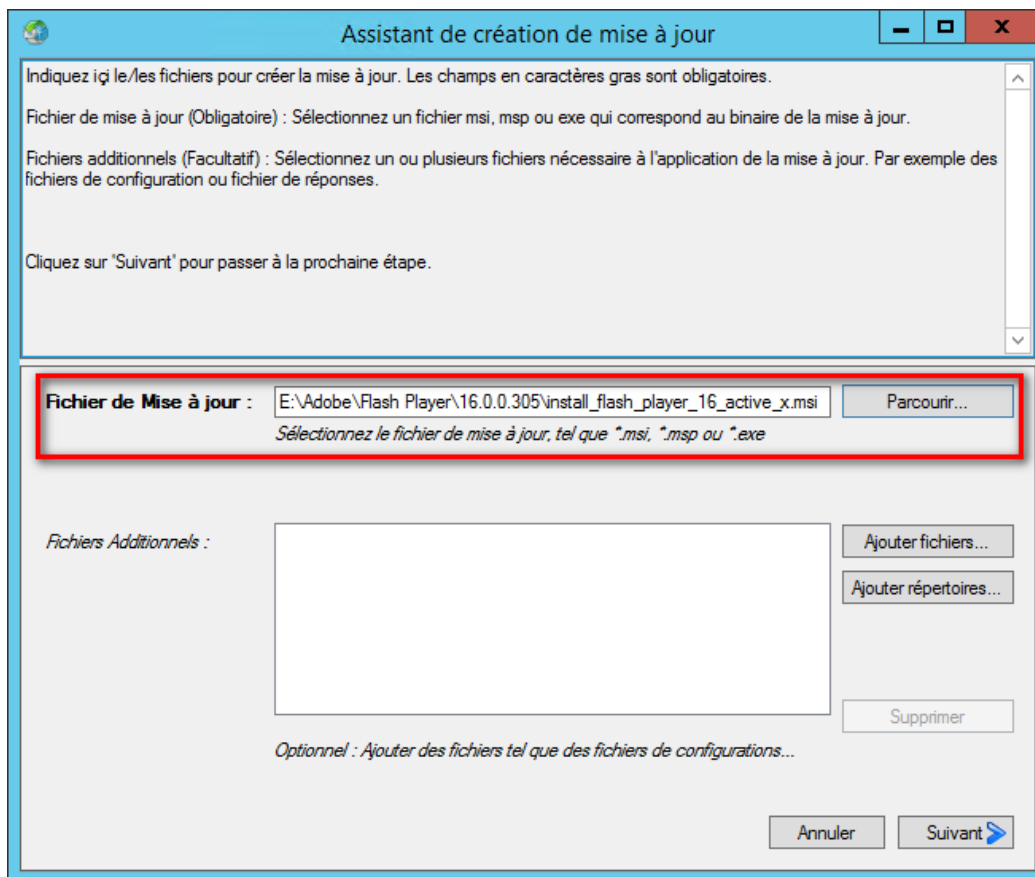 Assistant de création de mise à jour
Indiquez içi le/les fichiers pour créer la mise à jour. Les champs en caractères gras sont obligatoires.
Fichier de mise à jour (Obligatoire) : Sélectionnez un fichier msi, msp ou exe qui correspond au binaire de la mise à jour.
Fichiers additionnels (Facultatif) : Sélectionnez un ou plusieurs fichiers nécessaire à l'application de la mise à jour. Par exemple des
fichiers de configuration ou fichier de réponses.
Cliquez sur 'Suivant' pour passer à la prochaine étape.
Fichier de Mise à jour : E:\Adobe\Flash Player\16.0.0.305\install_flash_player_16_active_x.msi Parcourir...
Sélectionnez le fichier de mise à jour, tel que *.msi, *.msp ou *.exe
Fichiers Additionnels : Ajouter fichiers...
Ajouter répertoires...
Supprimer
Optionnel : Ajouter des fichiers tel que des fichiers de configurations...
Annuler Suivant